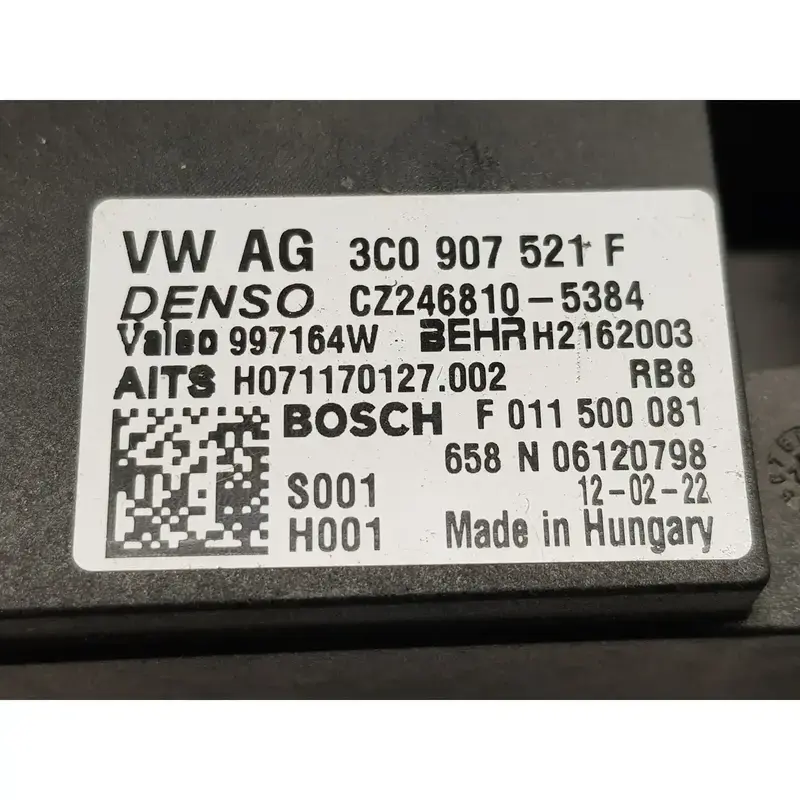 VW AG 3C0 907 521 F
DENSO CZ246810-5384
Valeo 997164W BEHR H2162003
AITS H071170127.002 RB8
BOSCH F 011 500 081
658 N 06120798
S001 12-02-22
H001 Made in Hungary